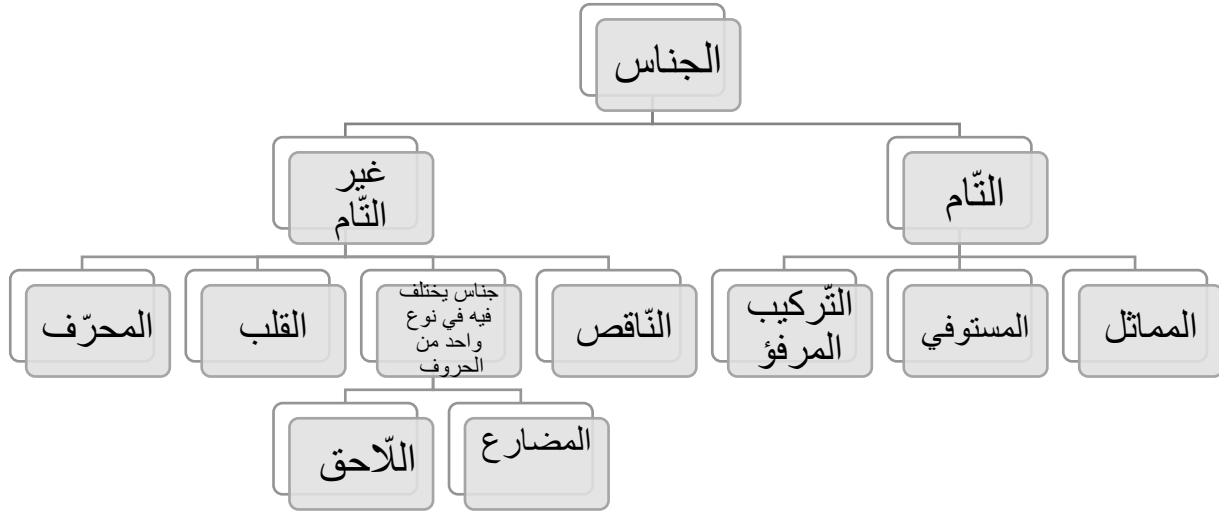 الجناس
التّام
غير
التّام
المماثل
المستوفي
التّركيب
المرفؤ
النّاقص
جناس يختلف
فيه في نوع
واحد من
الحروف
القلب
المحرّف
المضارع
اللّاحق